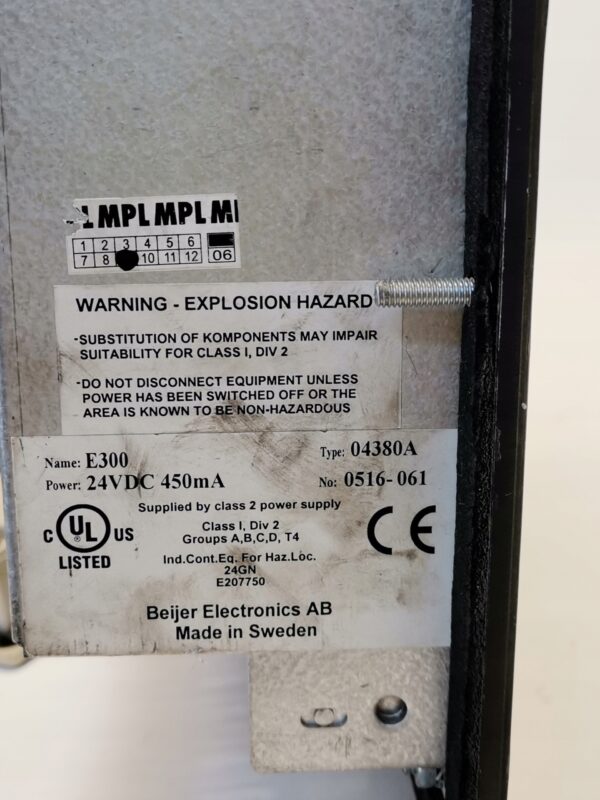 MPL MPL M
1 2 3 4 5 6
7 8 10 11 12 06
WARNING - EXPLOSION HAZARD
-SUBSTITUTION OF KOMPONENTS MAY IMPAIR
SUITABILITY FOR CLASS I, DIV 2
-DO NOT DISCONNECT EQUIPMENT UNLESS
POWER HAS BEEN SWITCHED OFF OR THE
AREA IS KNOWN TO BE NON-HAZARDOUS
Name: E300 Type: 04380A
Power: 24VDC 450mA No: 0516-061
Supplied by class 2 power supply
Class I, Div 2
Groups A,B,C,D, T4
C UL ® US
LISTED
CE
Ind.Cont.Eq. For Haz.Loc.
24GN
E207750
Beijer Electronics AB
Made in Sweden